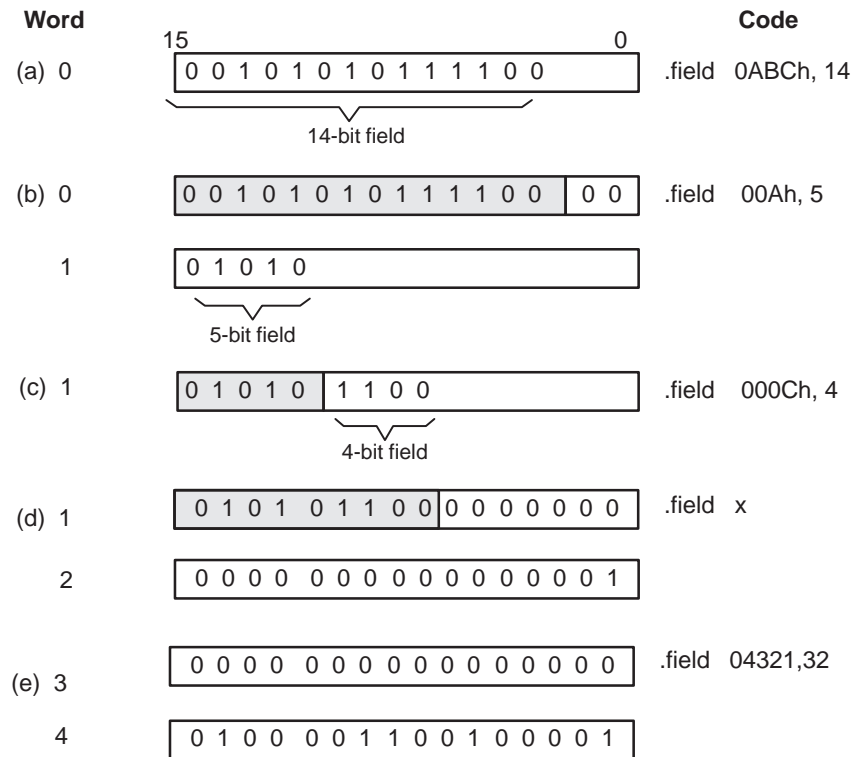 Word Code
15 0
(a) 0 0 0 1 0 1 0 1 0 1 1 1 1 0 0 .field 0ABCh, 14
14-bit field
(b) 0 0 0 1 0 1 0 1 0 1 1 1 1 0 0 0 0 .field 00Ah, 5
1 0 1 0 1 0
5-bit field
(c) 1 0 1 0 1 0 1 1 0 0 .field 000Ch, 4
4-bit field
(d) 1 0 1 0 1 0 1 1 0 0 0 0 0 0 0 0 0 .field x
2 0 0 0 0 0 0 0 0 0 0 0 0 0 0 0 1
(e) 3 0 0 0 0 0 0 0 0 0 0 0 0 0 0 0 0 .field 04321,32
4 0 1 0 0 0 0 1 1 0 0 1 0 0 0 0 1